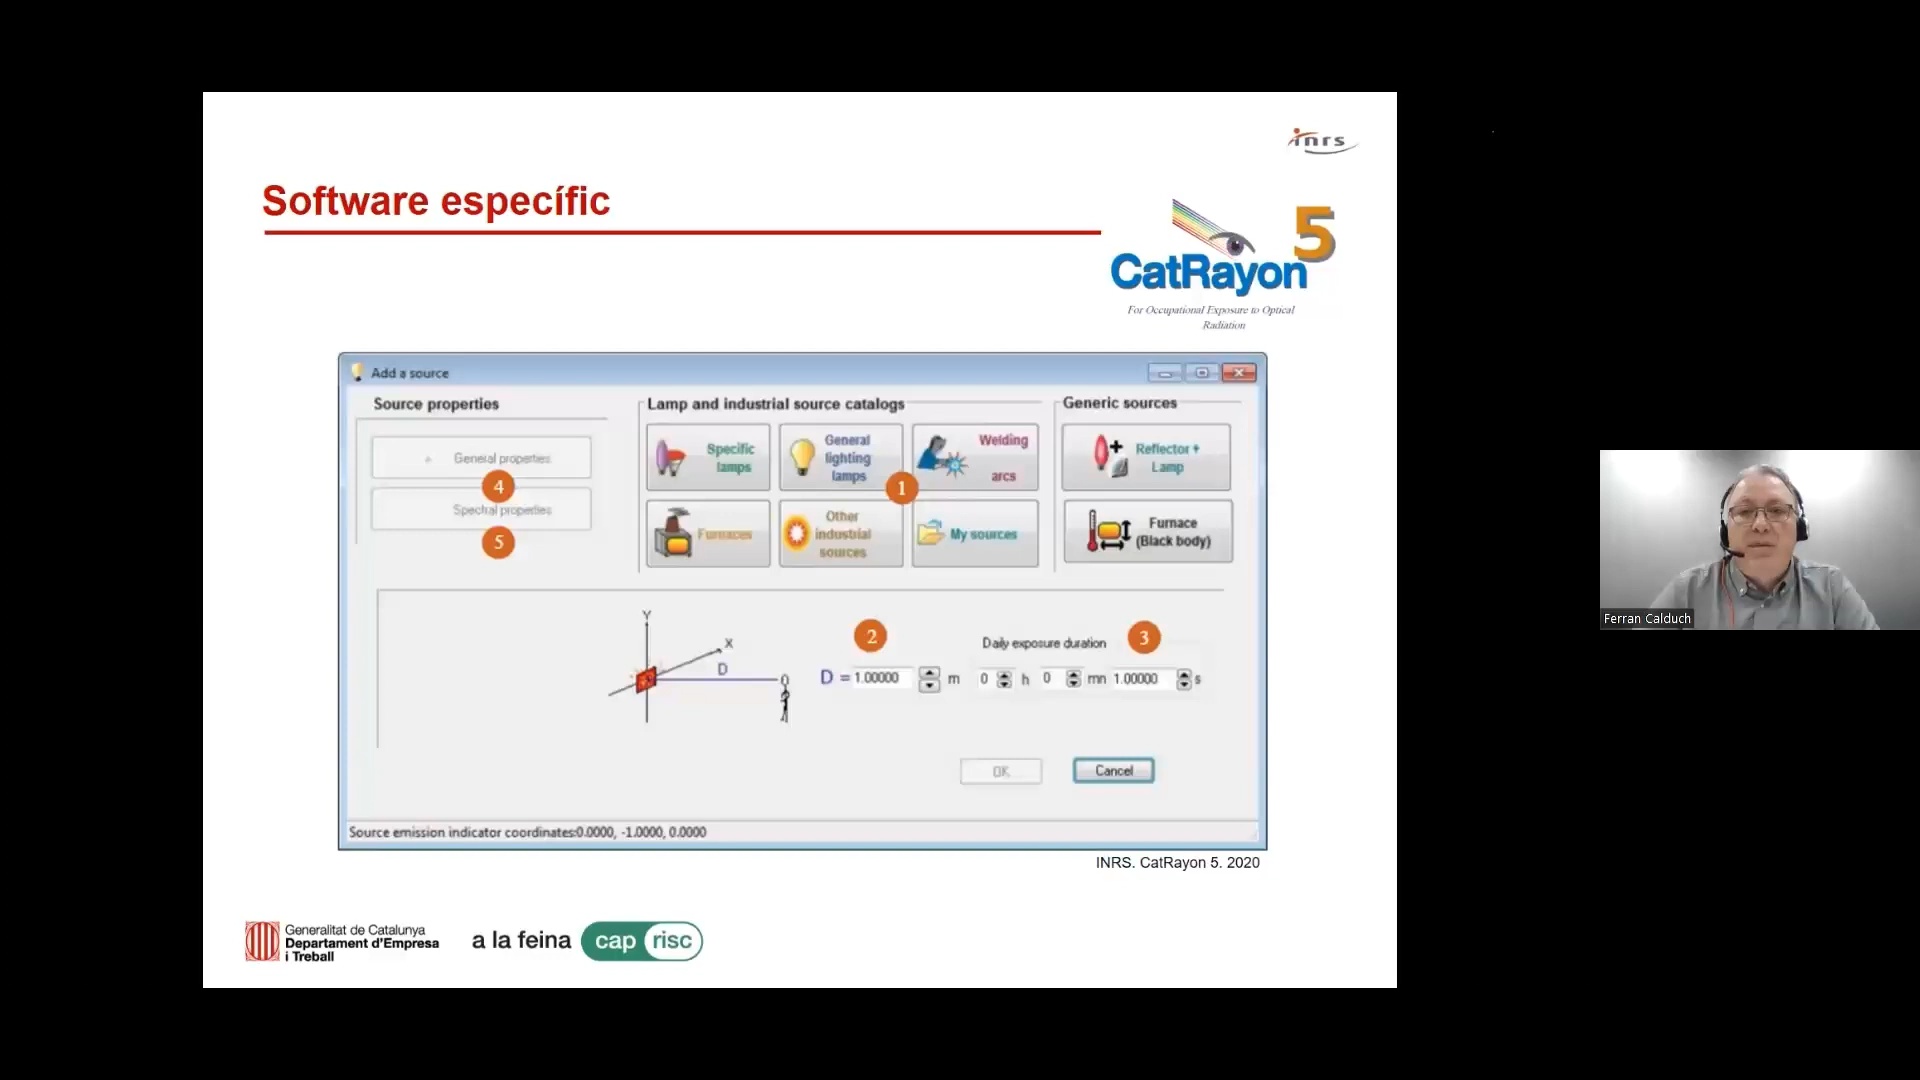 inrs
Software específic
5
CatRayon
For Occupational Exposure to Optical
Radiation
Add a source
Source properties
Lamp and industrial source catalogs
Generic sources
General properties
4
Spectral properties
5
Specific
lamps
General
lighting
lamps
Welding
arcs
1
Furnaces
Other
industrial
sources
My sources
Reflector +
Lamp
Furnace
(Black body)
Y
X
D
2
D = 1.00000 m
Daily exposure duration
3
0 h 0 mn 1.00000 s
OK
Cancel
Source emission indicator coordinates:0.0000, -1.0000, 0.0000
INRS. CatRayon 5. 2020
Generalitat de Catalunya
Departament d'Empresa
i Treball
a la feina cap risc
Ferran Calduch